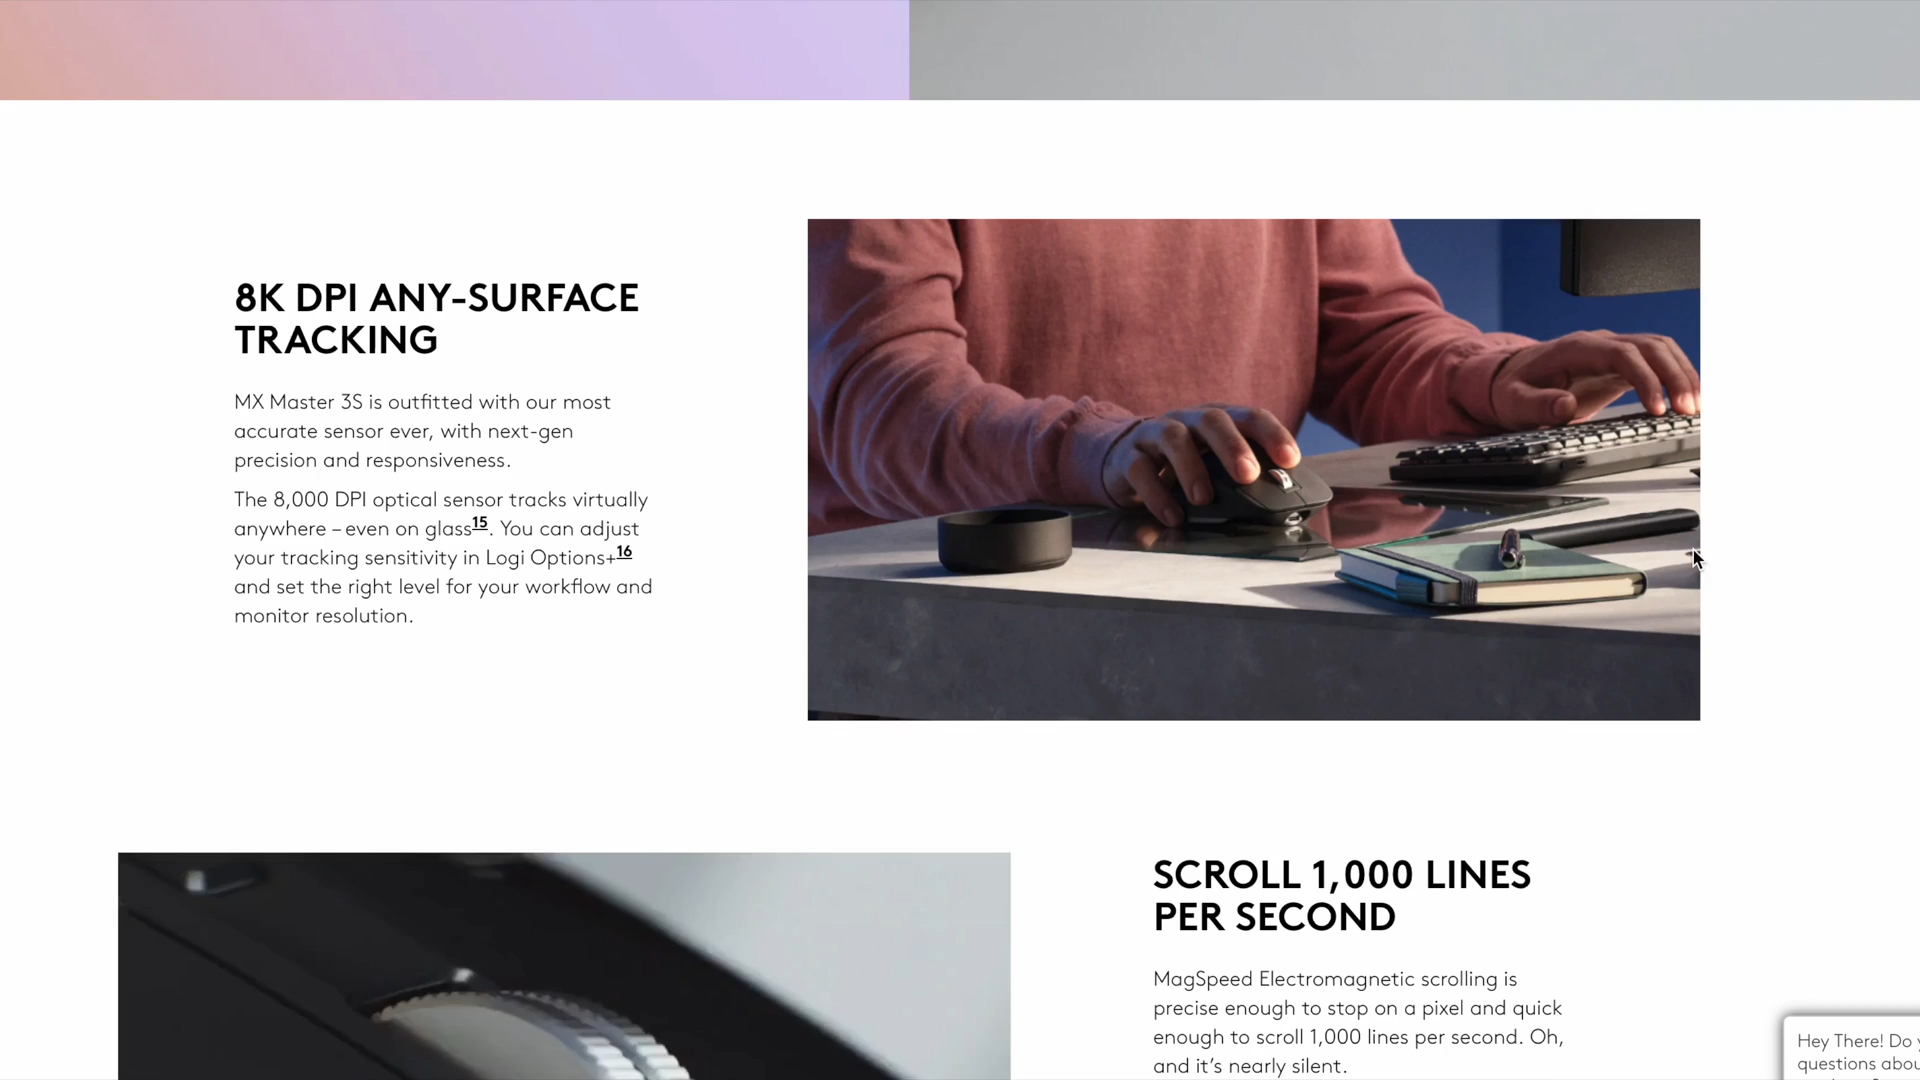 8K DPI ANY-SURFACE
TRACKING
MX Master 3S is outfitted with our most
accurate sensor ever, with next-gen
precision and responsiveness.
The 8,000 DPI optical sensor tracks virtually
anywhere – even on glass15. You can adjust
your tracking sensitivity in Logi Options+16
and set the right level for your workflow and
monitor resolution.
SCROLL 1,000 LINES
PER SECOND
MagSpeed Electromagnetic scrolling is
precise enough to stop on a pixel and quick
enough to scroll 1,000 lines per second. Oh,
and it's nearly silent.
Hey There! Do
questions